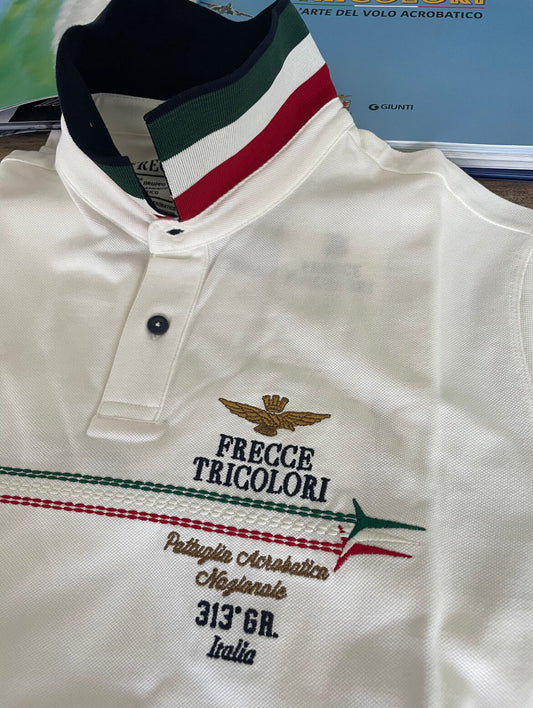 L'ARTE DEL VOLO ACROBATICO
GIUNTI
FRECCE
TRICOLORI
Pattuglia Acrobatica
Nazionale
313°GR.
Italia